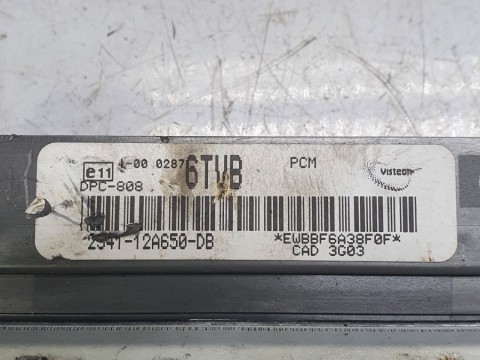 e11 00 0287 6TVB PCM Visteon
DPC-808
2S41-12A650-DB *EWBBF6A38F0F*
CAD 3G03